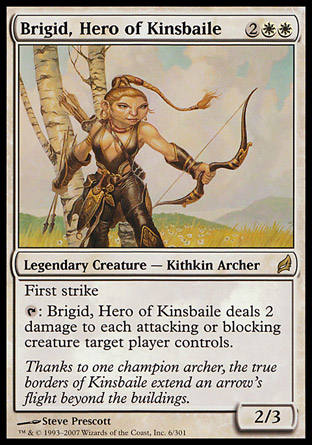 Brigid, Hero of Kinsbaile 2
Legendary Creature — Kithkin Archer
First strike
: Brigid, Hero of Kinsbaile deals 2
damage to each attacking or blocking
creature target player controls.
Thanks to one champion archer, the true
borders of Kinsbaile extend an arrow's
flight beyond the buildings.
Steve Prescott
™ & © 1993–2007 Wizards of the Coast, Inc. 6/301
2/3